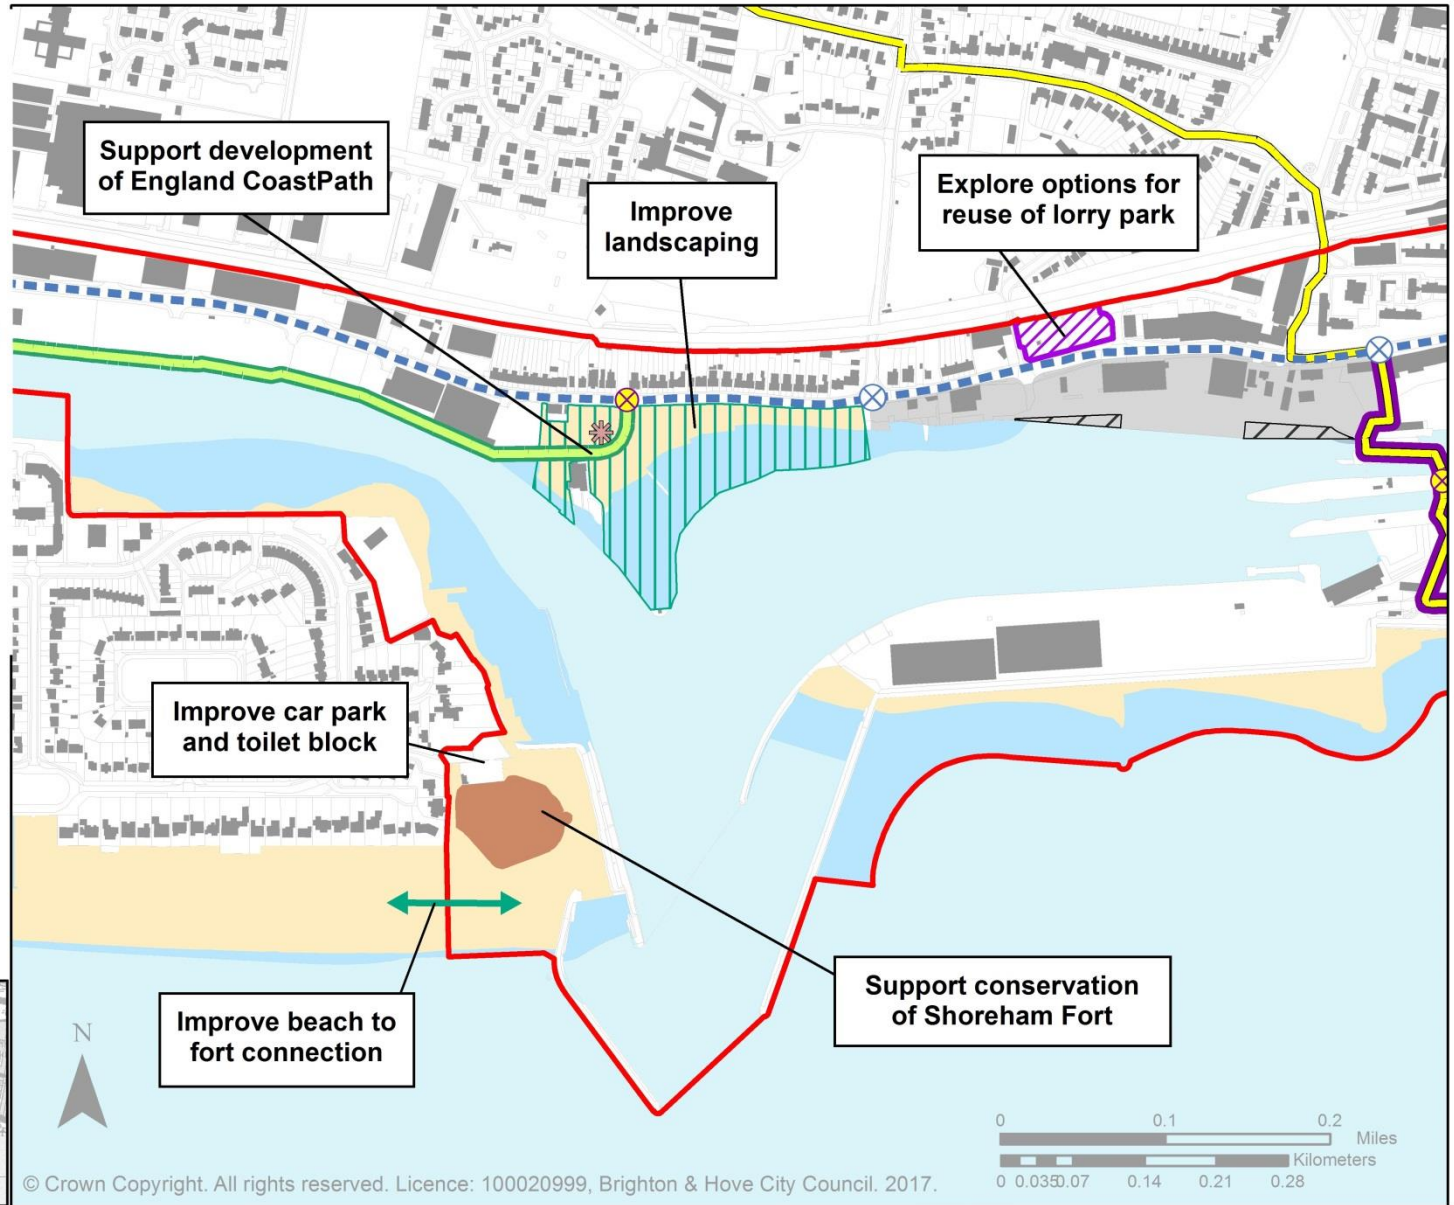 Support development
of England CoastPath
Improve
landscaping
Explore options for
reuse of lorry park
Improve car park
and toilet block
Improve beach to
fort connection
Support conservation
of Shoreham Fort
N
0 0.1 0.2
Miles
Kilometers
0 0.035 0.07 0.14 0.21 0.28
© Crown Copyright. All rights reserved. Licence: 100020999, Brighton & Hove City Council. 2017.